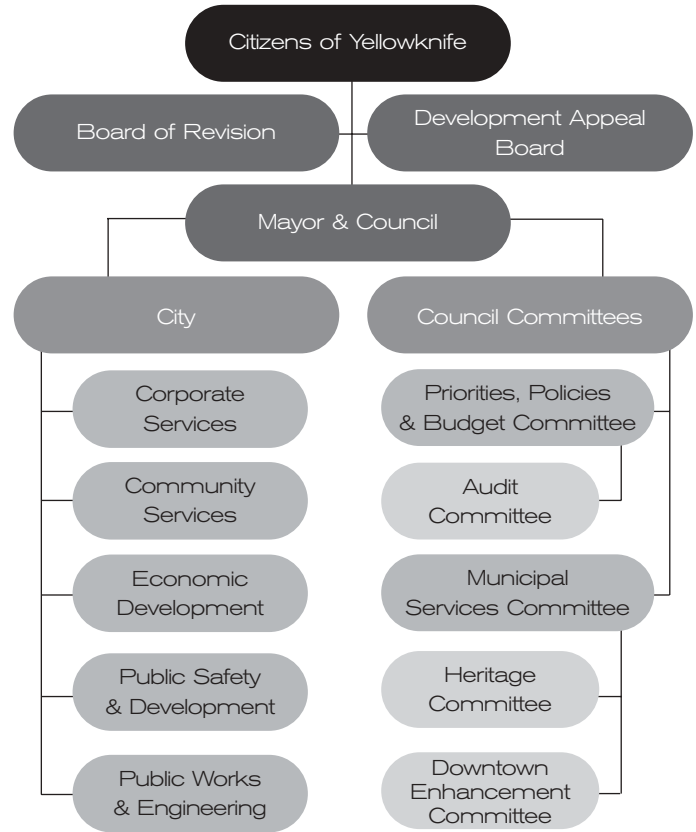 Citizens of Yellowknife
Board of Revision
Development Appeal
Board
Mayor & Council
City
Council Committees
Corporate
Services
Community
Services
Economic
Development
Public Safety
& Development
Public Works
& Engineering
Priorities, Policies
& Budget Committee
Audit
Committee
Municipal
Services Committee
Heritage
Committee
Downtown
Enhancement
Committee